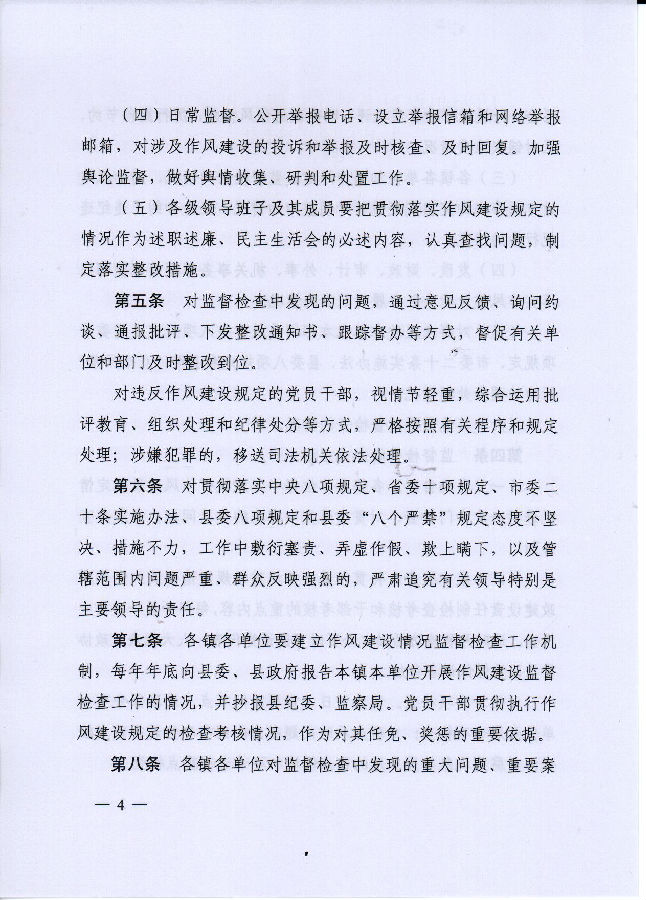 （四）日常监督。公开举报电话、设立举报信箱和网络举报
邮箱，对涉及作风建设的投诉和举报及时核查、及时回复。加强
舆论监督，做好舆情收集、研判和处置工作。
（五）各级领导班子及其成员要把贯彻落实作风建设规定的
情况作为述职述廉、民主生活会的必述内容，认真查找问题，制
定落实整改措施。
第五条　对监督检查中发现的问题，通过意见反馈、询问约
谈、通报批评、下发整改通知书、跟踪督办等方式，督促有关单
位和部门及时整改到位。
对违反作风建设规定的党员干部，视情节轻重，综合运用批
评教育、组织处理和纪律处分等方式，严格按照有关程序和规定
处理；涉嫌犯罪的，移送司法机关依法处理。
第六条　对贯彻落实中央八项规定、省委十项规定、市委二
十条实施办法、县委八项规定和县委“八个严禁”规定态度不坚
决、措施不力，工作中敷衍塞责、弄虚作假、欺上瞒下，以及管
辖范围内问题严重、群众反映强烈的，严肃追究有关领导特别是
主要领导的责任。
第七条　各镇各单位要建立作风建设情况监督检查工作机
制，每年年底向县委、县政府报告本镇本单位开展作风建设监督
检查工作的情况，并抄报县纪委、监察局。党员干部贯彻执行作
风建设规定的检查考核情况，作为对其任免、奖惩的重要依据。
第八条　各镇各单位对监督检查中发现的重大问题、重要案
— 4 —